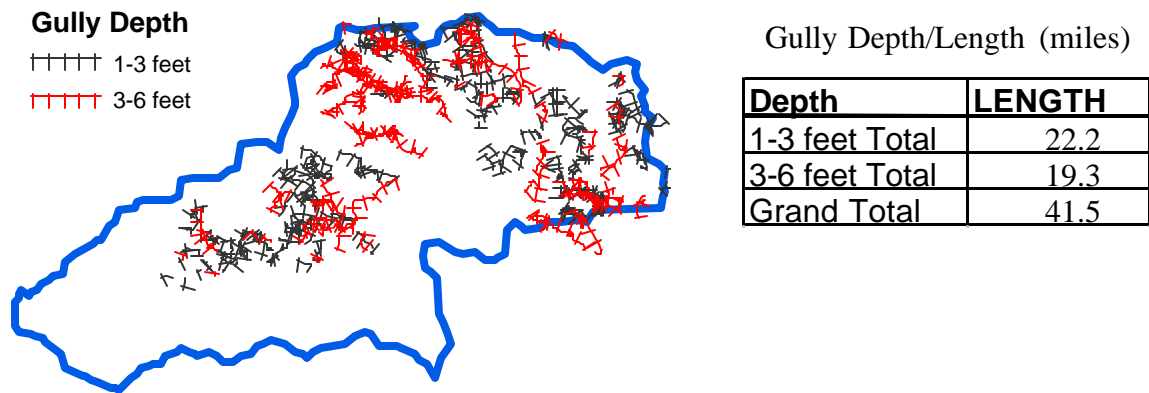 Gully Depth
1-3 feet
3-6 feet
Gully Depth/Length (miles)
Depth LENGTH
1-3 feet Total 22.2
3-6 feet Total 19.3
Grand Total 41.5